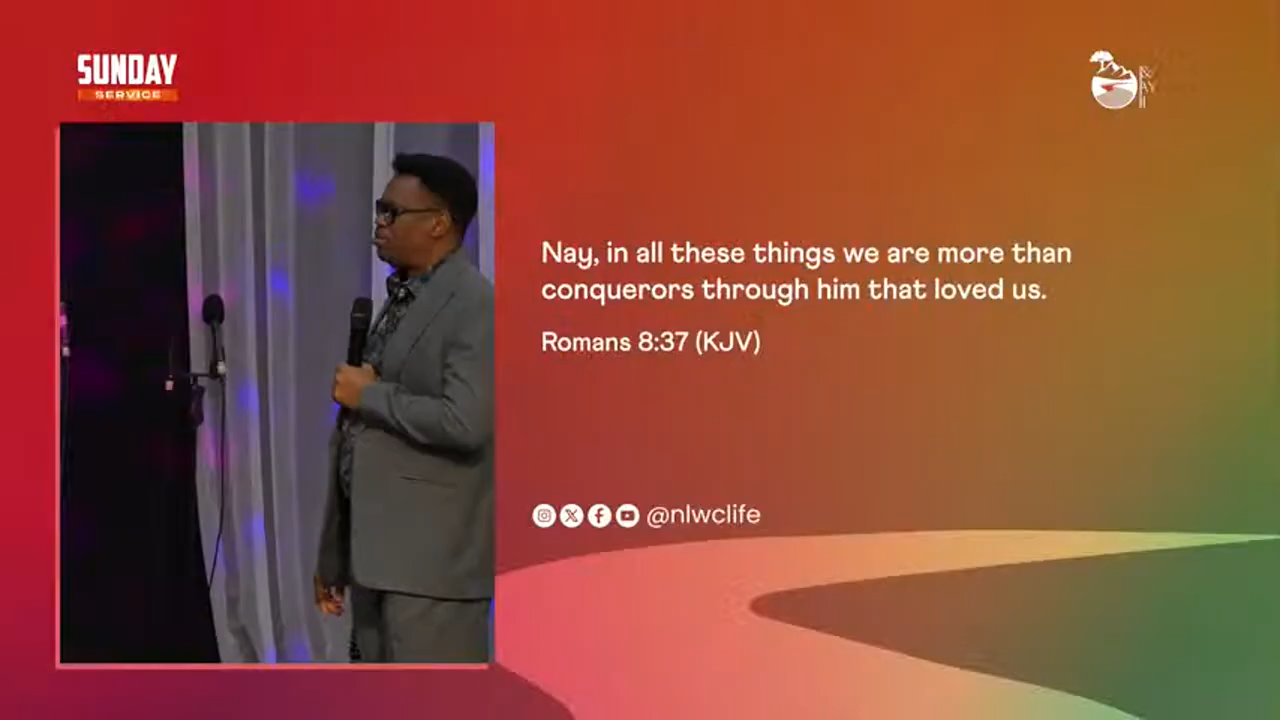 SUNDAY
SERVICE
Nay, in all these things we are more than
conquerors through him that loved us.
Romans 8:37 (KJV)
@nlwclife